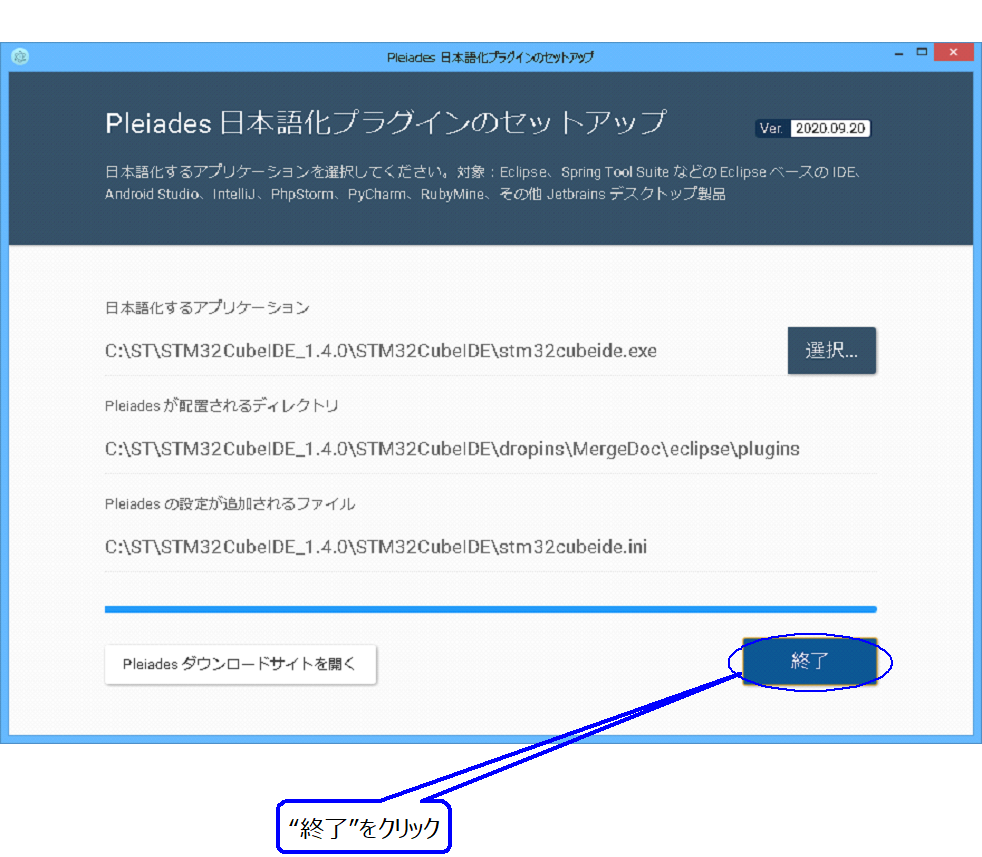 Pleiades 日本語化プラグインのセットアップ
Pleiades 日本語化プラグインのセットアップ
Ver. 2020.09.20
日本語化するアプリケーションを選択してください。対象：Eclipse、Spring Tool Suite などの Eclipse ベースの IDE、
Android Studio、IntelliJ、PhpStorm、PyCharm、RubyMine、その他 Jetbrains デスクトップ製品
日本語化するアプリケーション
C:\ST\STM32CubeIDE_1.4.0\STM32CubeIDE\stm32cubeide.exe
選択...
Pleiades が配置されるディレクトリ
C:\ST\STM32CubeIDE_1.4.0\STM32CubeIDE\dropins\MergeDoc\eclipse\plugins
Pleiades の設定が追加されるファイル
C:\ST\STM32CubeIDE_1.4.0\STM32CubeIDE\stm32cubeide.ini
Pleiades ダウンロードサイトを開く
終了
“終了”をクリック